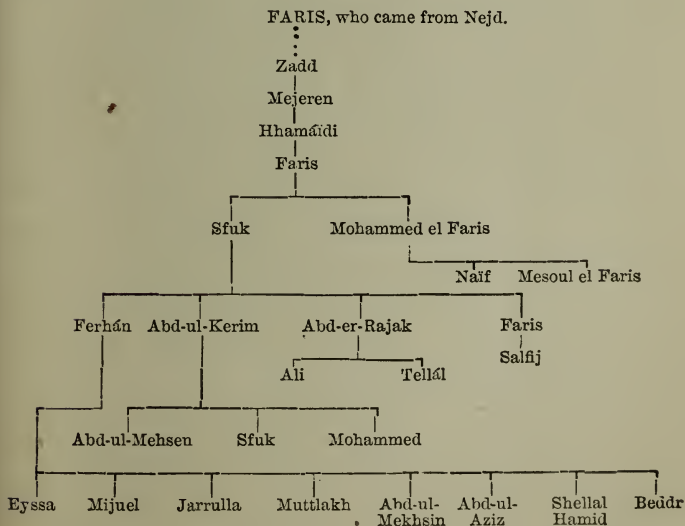 FARIS, who came from Nejd.
Zadd
Mejeren
Hhamáïdi
Faris
Sfuk Mohammed el Faris
Naïf Mesoul el Faris
Ferhán Abd-ul-Kerim Abd-er-Rajak Faris
Salfij
Ali Tellál
Abd-ul-Mehsen Sfuk Mohammed
Eyssa Mijuel Jarrulla Muttlakh Abd-ul- Abd-ul- Shellal Beddr
Mekhsin Aziz Hamid